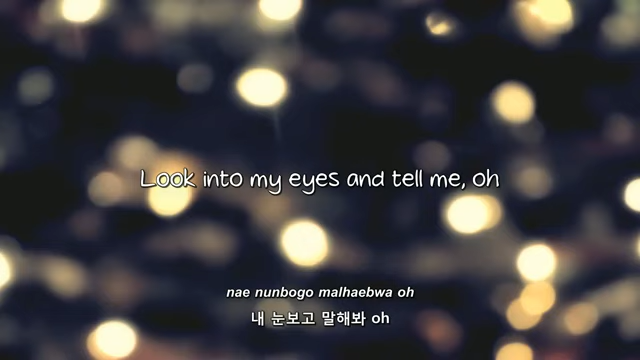 Look into my eyes and tell me, oh
nae nunbogo malhaebwa oh
내 눈보고 말해봐 oh